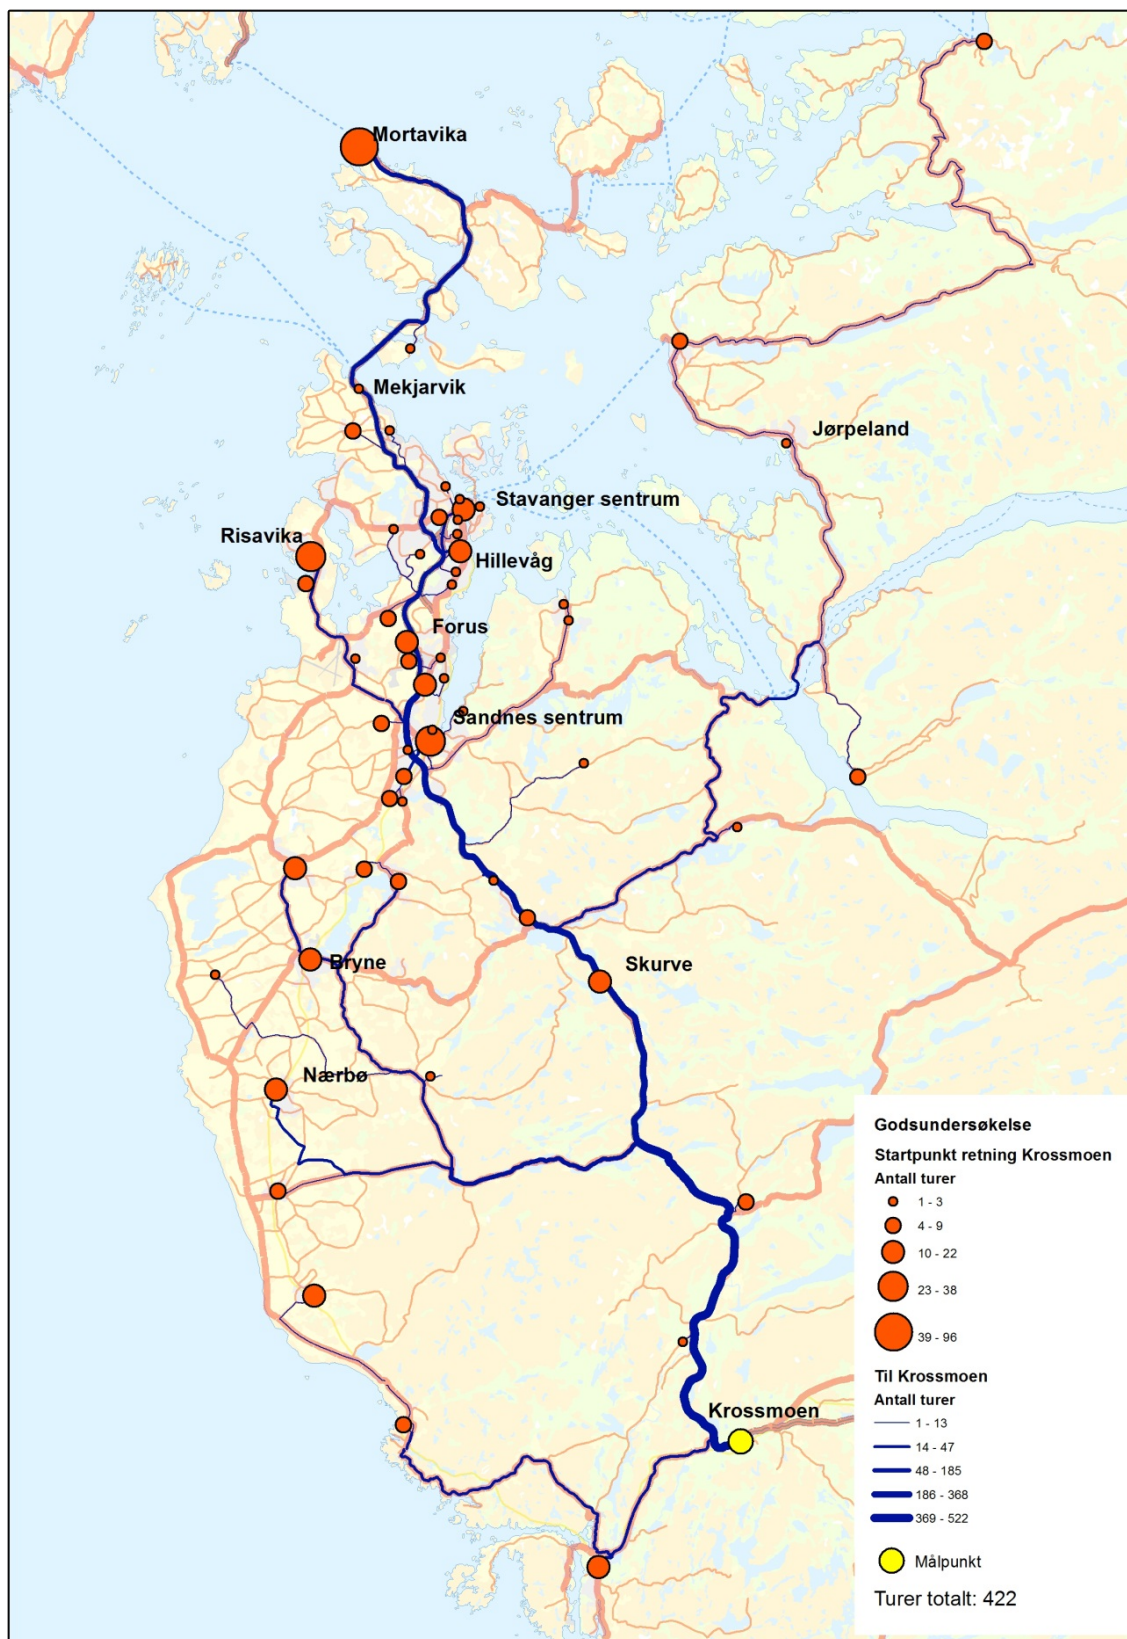 Mortavika
Mekjarvik
Jørpeland
Stavanger sentrum
Risavika
Hillevåg
Forus
Sandnes sentrum
Bryne
Skurve
Nærbø
Krossmoen
Godsundersøkelse
Startpunkt retning Krossmoen
Antall turer
1 - 3
4 - 9
10 - 22
23 - 38
39 - 96
Til Krossmoen
Antall turer
1 - 13
14 - 47
48 - 185
186 - 368
369 - 522
Målpunkt
Turer totalt: 422